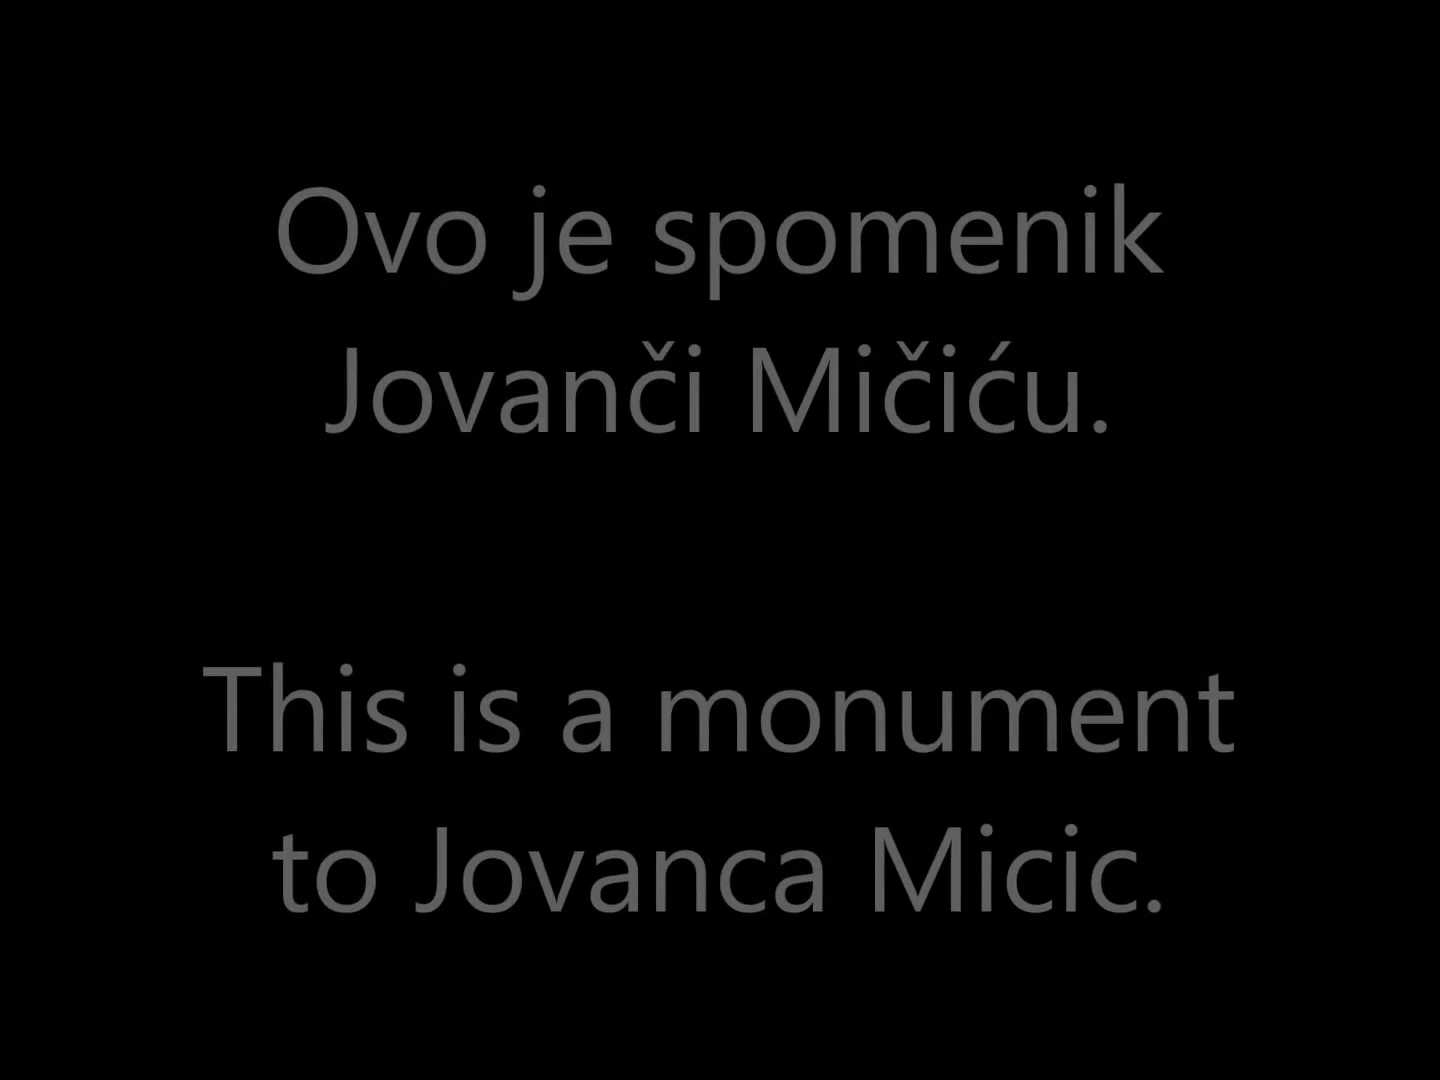 Ovo je spomenik
Jovanči Mičiću.
This is a monument
to Jovanca Micic.